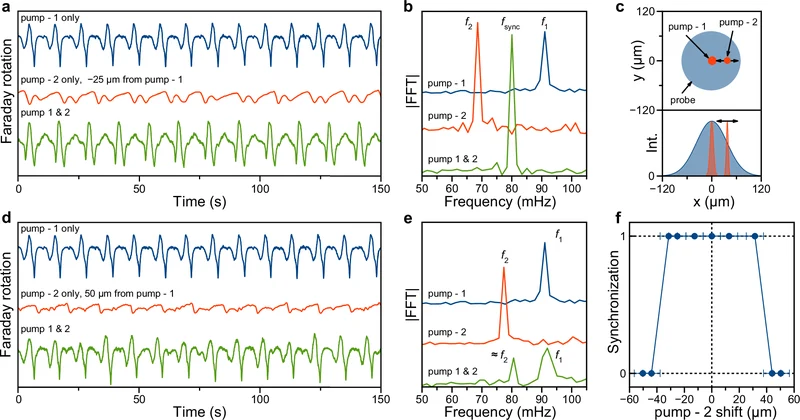 a
pump - 1 only
pump - 2 only, −25 µm from pump - 1
pump 1 & 2
Faraday rotation
0
50
100
150
Time (s)
b
f2
fsync
f1
pump - 1
pump - 2
pump 1 & 2
|FFT|
50 60 70 80 90 100
Frequency (mHz)
c
120
pump - 1
pump - 2
y (µm)
0
probe
−120
Int.
−120
0
120
x (µm)
d
pump - 1 only
pump - 2 only, 50 µm from pump - 1
pump 1 & 2
Faraday rotation
0
50
100
150
Time (s)
e
f1
f2
pump - 1
pump - 2
≈ f2
f1
pump 1 & 2
|FFT|
50 60 70 80 90 100
Frequency (mHz)
f
1
Synchronization
0
−60 −40 −20 0 20 40 60
pump - 2 shift (µm)